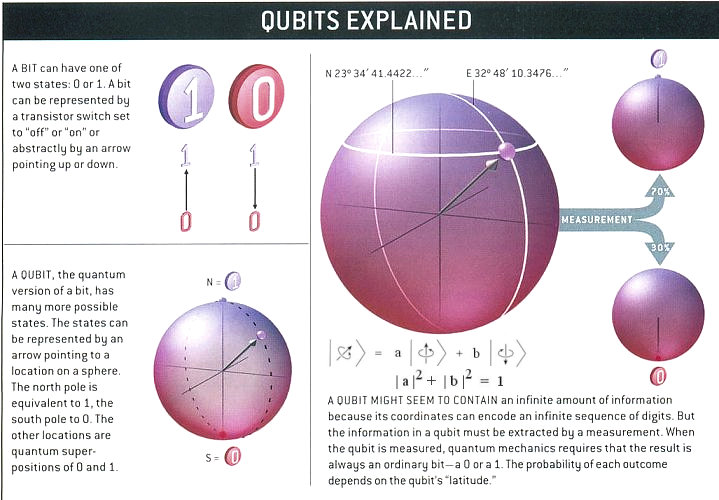 QUBITS EXPLAINED
A BIT can have one of
two states: 0 or 1. A bit
can be represented by
a transistor switch set
to “off” or “on” or
abstractly by an arrow
pointing up or down.
1 0
1 1
0 0
A QUBIT, the quantum
version of a bit, has
many more possible
states. The states can
be represented by an
arrow pointing to a
location on a sphere.
The north pole is
equivalent to 1, the
south pole to 0. The
other locations are
quantum super-
positions of 0 and 1.
N = 1
S = 0
N 23° 34′ 41.4422...″ E 32° 48′ 10.3476...″
1
70%
MEASUREMENT
30%
0
= a + b
|a|² + |b|² = 1
A QUBIT MIGHT SEEM TO CONTAIN an infinite amount of information
because its coordinates can encode an infinite sequence of digits. But
the information in a qubit must be extracted by a measurement. When
the qubit is measured, quantum mechanics requires that the result is
always an ordinary bit—a 0 or a 1. The probability of each outcome
depends on the qubit’s “latitude.”